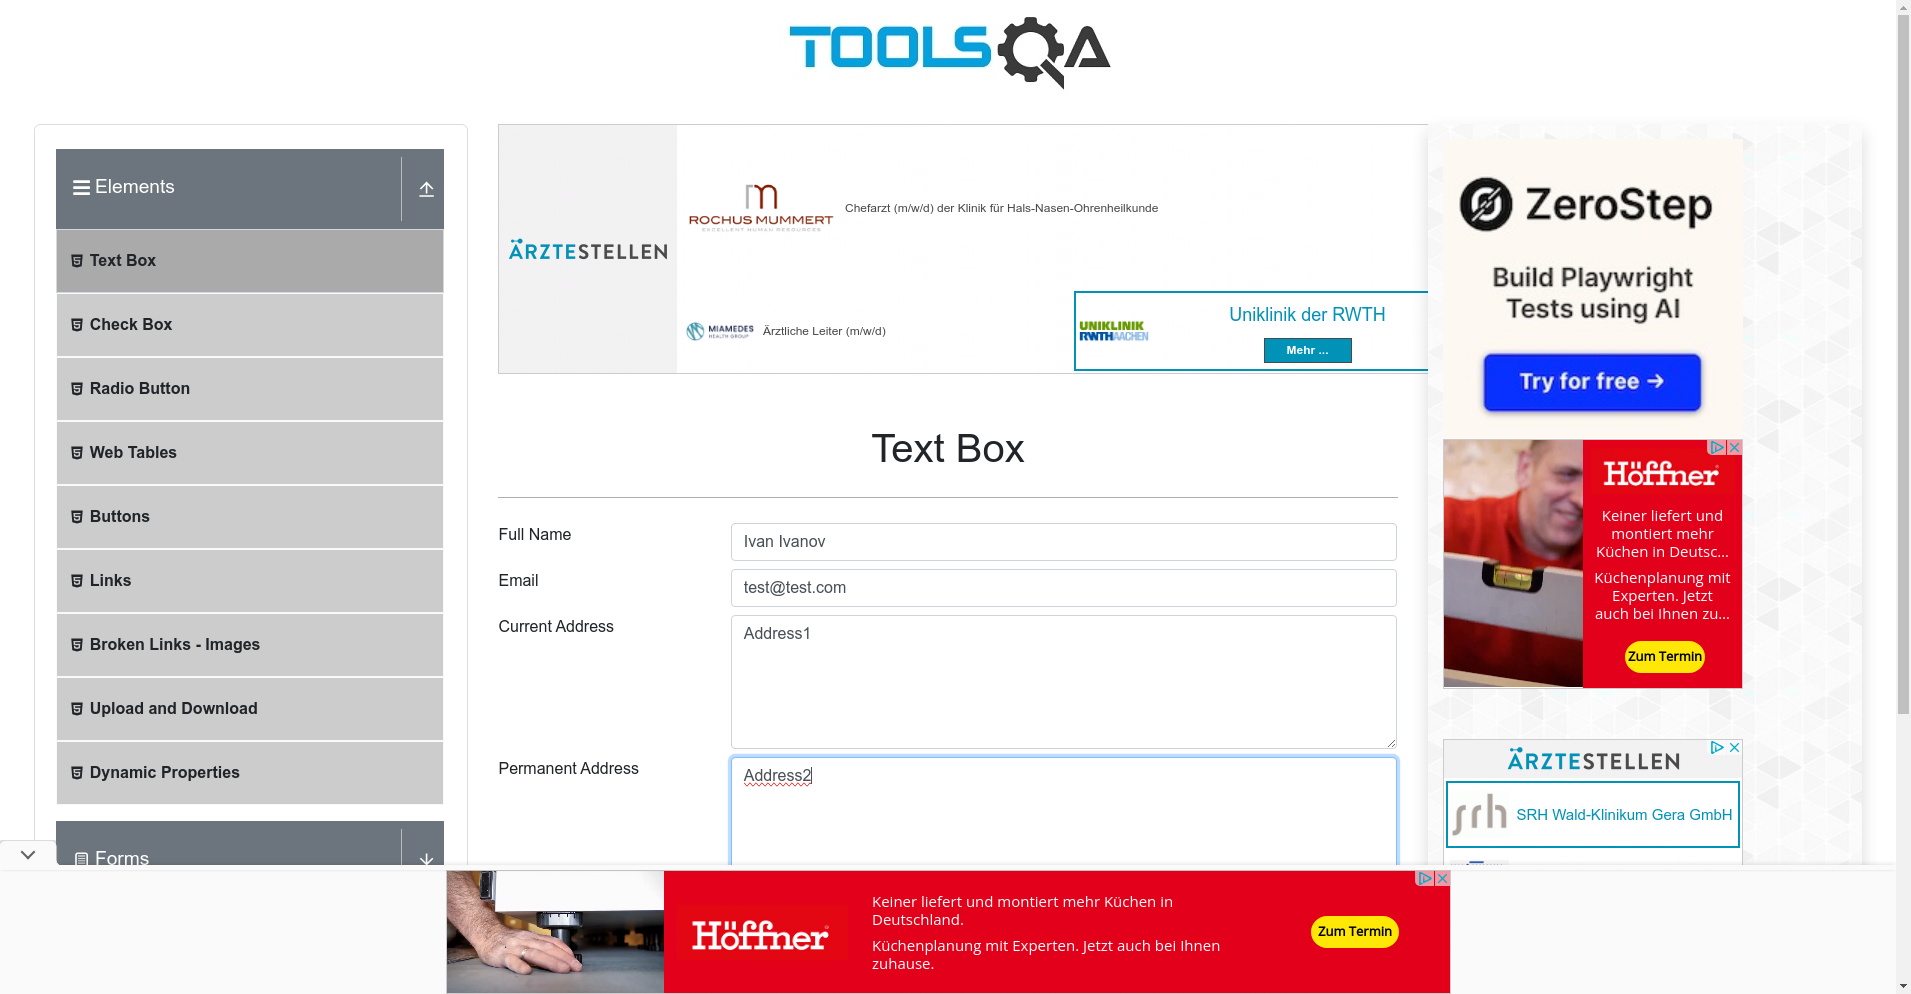 TOOLSQA
Elements
Text Box
Check Box
Radio Button
Web Tables
Buttons
Links
Broken Links - Images
Upload and Download
Dynamic Properties
Forms
ÄRZTESTELLEN
ROCHUS MUMMERT
EXCELLENT HUMAN RESOURCES
Chefarzt (m/w/d) der Klinik für Hals-Nasen-Ohrenheilkunde
MIAMEDES
HEALTH GROUP
Ärztliche Leiter (m/w/d)
UNIKLINIK
RWTHAACHEN
Uniklinik der RWTH
Mehr ...
Text Box
Full Name
Ivan Ivanov
Email
test@test.com
Current Address
Address1
Permanent Address
Address2
ZeroStep
Build Playwright
Tests using AI
Try for free →
Höffner
Keiner liefert und
montiert mehr
Küchen in Deutsc...
Küchenplanung mit
Experten. Jetzt
auch bei Ihnen zu...
Zum Termin
ÄRZTESTELLEN
srh
SRH Wald-Klinikum Gera GmbH
Höffner
Keiner liefert und montiert mehr Küchen in
Deutschland.
Küchenplanung mit Experten. Jetzt auch bei Ihnen
zuhause.
Zum Termin